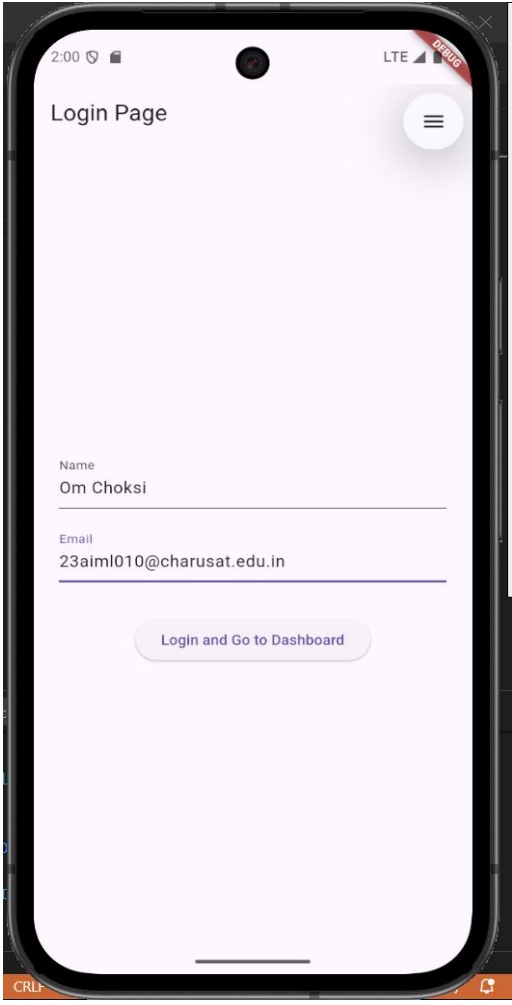 2:00
LTE
DEBUG
Login Page
Name
Om Choksi
Email
23aiml010@charusat.edu.in
Login and Go to Dashboard
CRLF